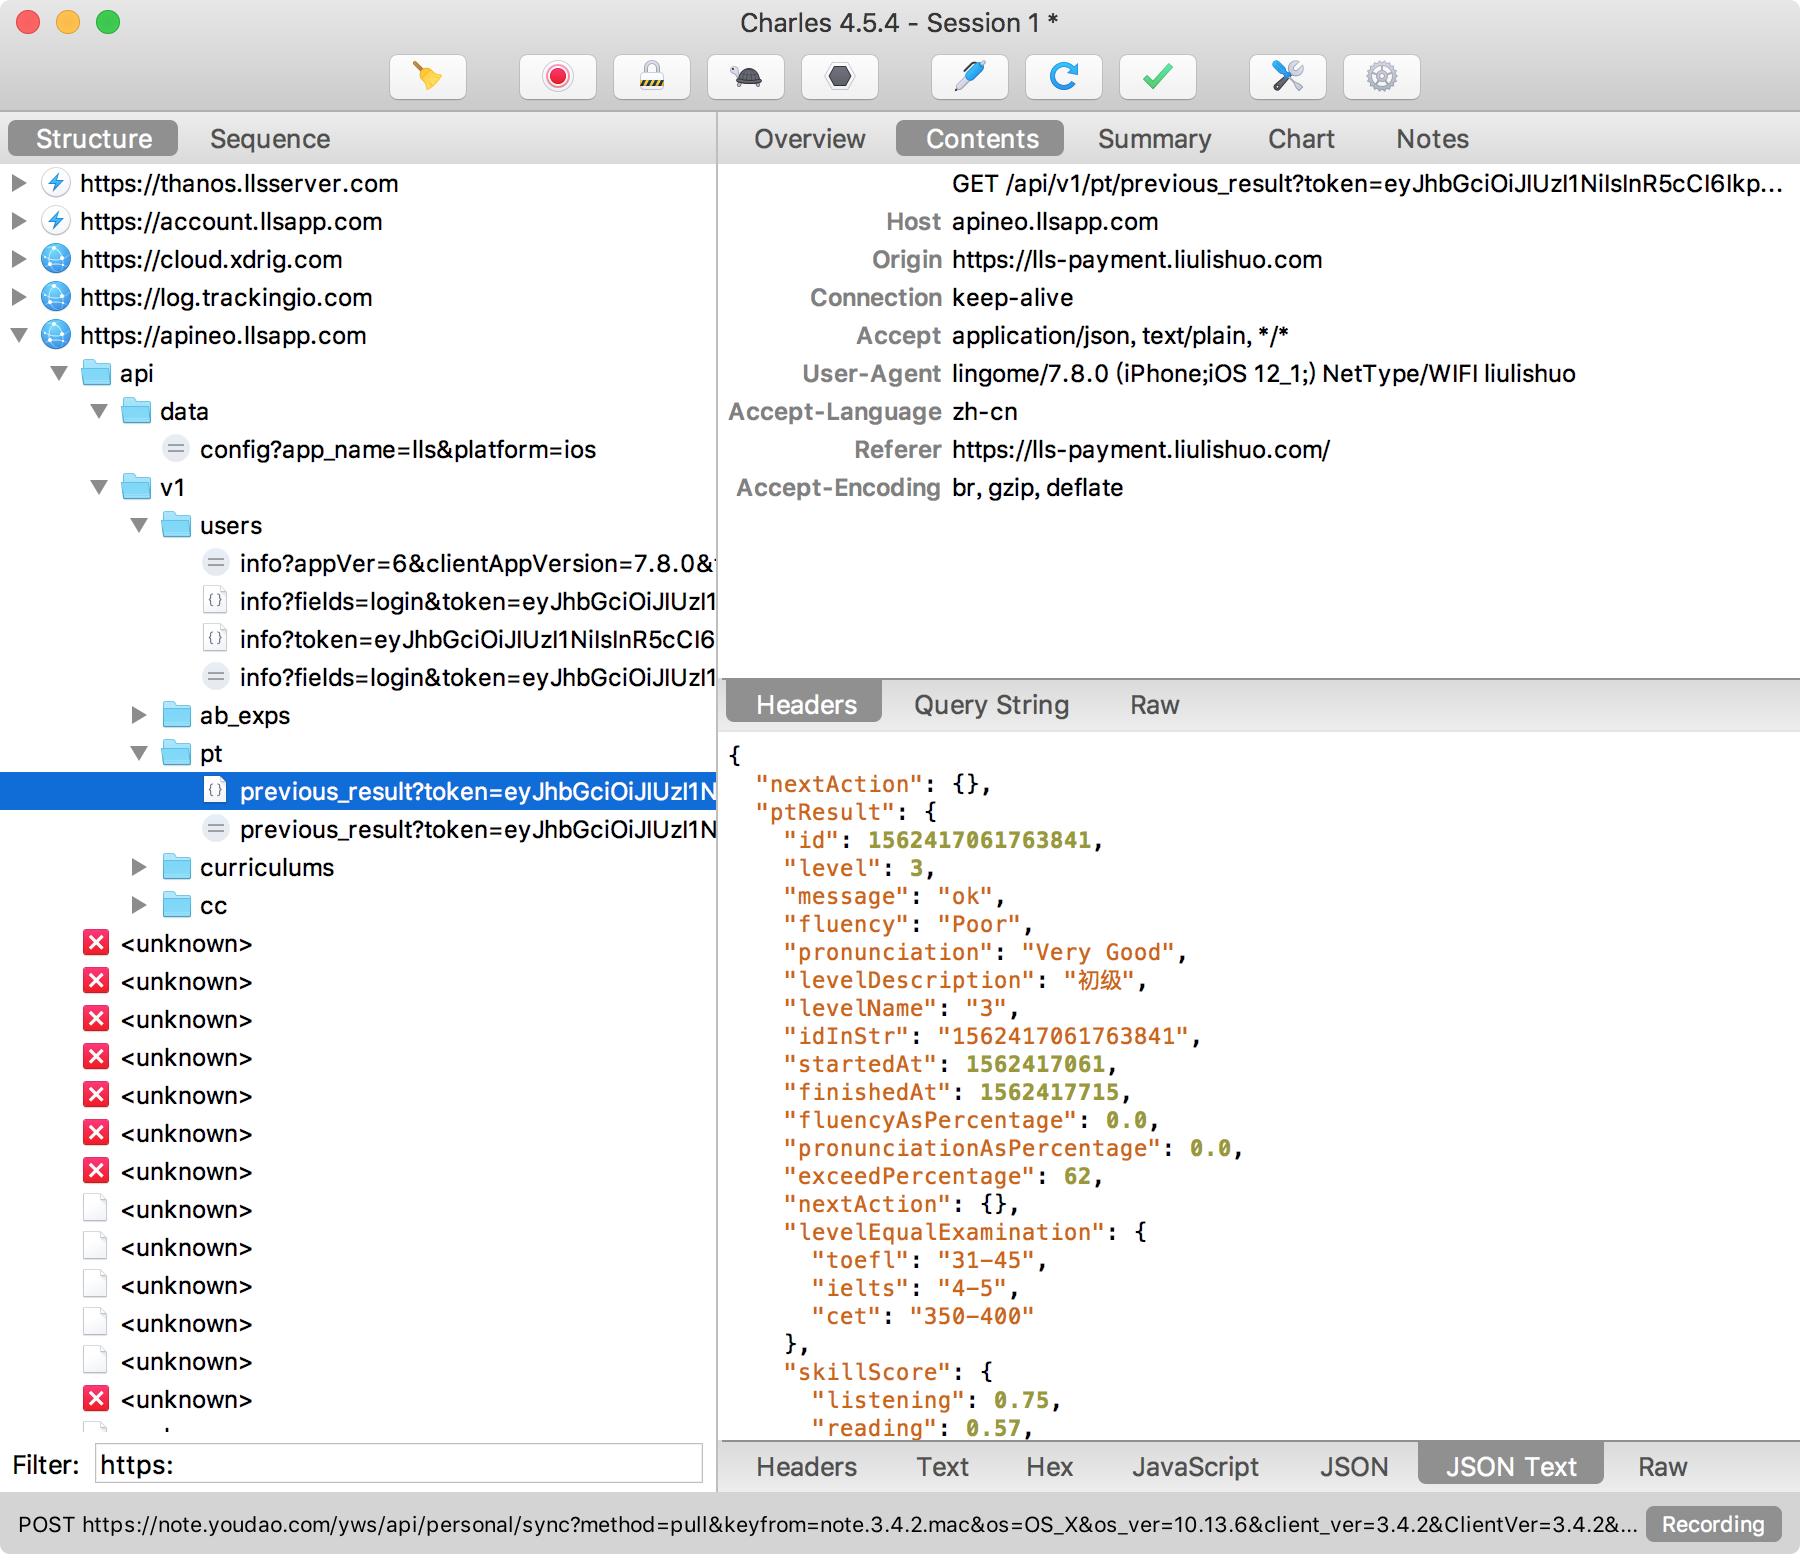 Charles 4.5.4 - Session 1 *
Structure
Sequence
https://thanos.llsserver.com
https://account.llsapp.com
https://cloud.xdrig.com
https://log.trackingio.com
https://apineo.llsapp.com
api
data
config?app_name=lls&platform=ios
v1
users
info?appVer=6&clientAppVersion=7.8.0&
info?fields=login&token=eyJhbGciOiJIUzI1
info?token=eyJhbGciOiJIUzI1NiIsInR5cCI6
info?fields=login&token=eyJhbGciOiJIUzI1
ab_exps
pt
previous_result?token=eyJhbGciOiJIUzI1N
previous_result?token=eyJhbGciOiJIUzI1N
curriculums
cc
<unknown>
<unknown>
<unknown>
<unknown>
<unknown>
<unknown>
<unknown>
<unknown>
<unknown>
<unknown>
<unknown>
<unknown>
<unknown>
Filter: https:
Overview
Contents
Summary
Chart
Notes
GET /api/v1/pt/previous_result?token=eyJhbGciOiJIUzI1NiIsInR5cCI6Ikp...
Host apineo.llsapp.com
Origin https://lls-payment.liulishuo.com
Connection keep-alive
Accept application/json, text/plain, */*
User-Agent lingome/7.8.0 (iPhone;iOS 12_1;) NetType/WIFI liulishuo
Accept-Language zh-cn
Referer https://lls-payment.liulishuo.com/
Accept-Encoding br, gzip, deflate
Headers
Query String
Raw
{
"nextAction": {},
"ptResult": {
"id": 1562417061763841,
"level": 3,
"message": "ok",
"fluency": "Poor",
"pronunciation": "Very Good",
"levelDescription": "初级",
"levelName": "3",
"idInStr": "1562417061763841",
"startedAt": 1562417061,
"finishedAt": 1562417715,
"fluencyAsPercentage": 0.0,
"pronunciationAsPercentage": 0.0,
"exceedPercentage": 62,
"nextAction": {},
"levelEqualExamination": {
"toefl": "31-45",
"ielts": "4-5",
"cet": "350-400"
},
"skillScore": {
"listening": 0.75,
"reading": 0.57,
Headers
Text
Hex
JavaScript
JSON
JSON Text
Raw
POST https://note.youdao.com/yws/api/personal/sync?method=pull&keyfrom=note.3.4.2.mac&os=OS_X&os_ver=10.13.6&client_ver=3.4.2&ClientVer=3.4.2&...
Recording